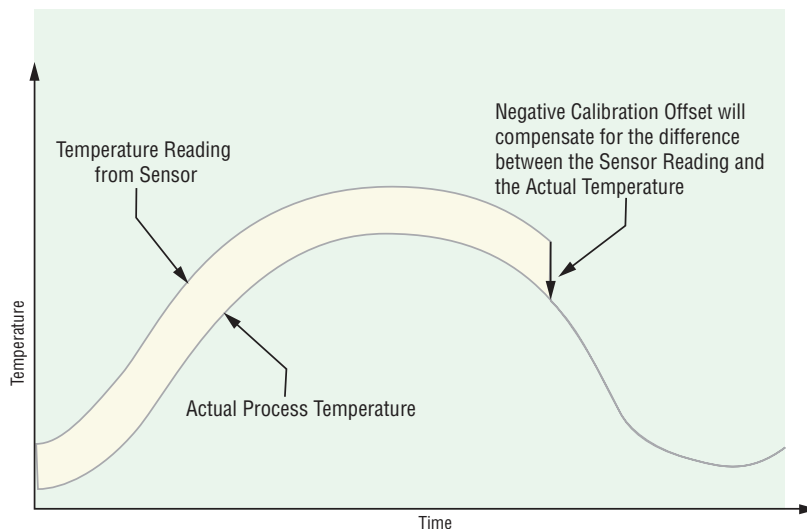 Negative Calibration Offset will
compensate for the difference
between the Sensor Reading and
the Actual Temperature
Temperature Reading
from Sensor
Temperature
Actual Process Temperature
Time